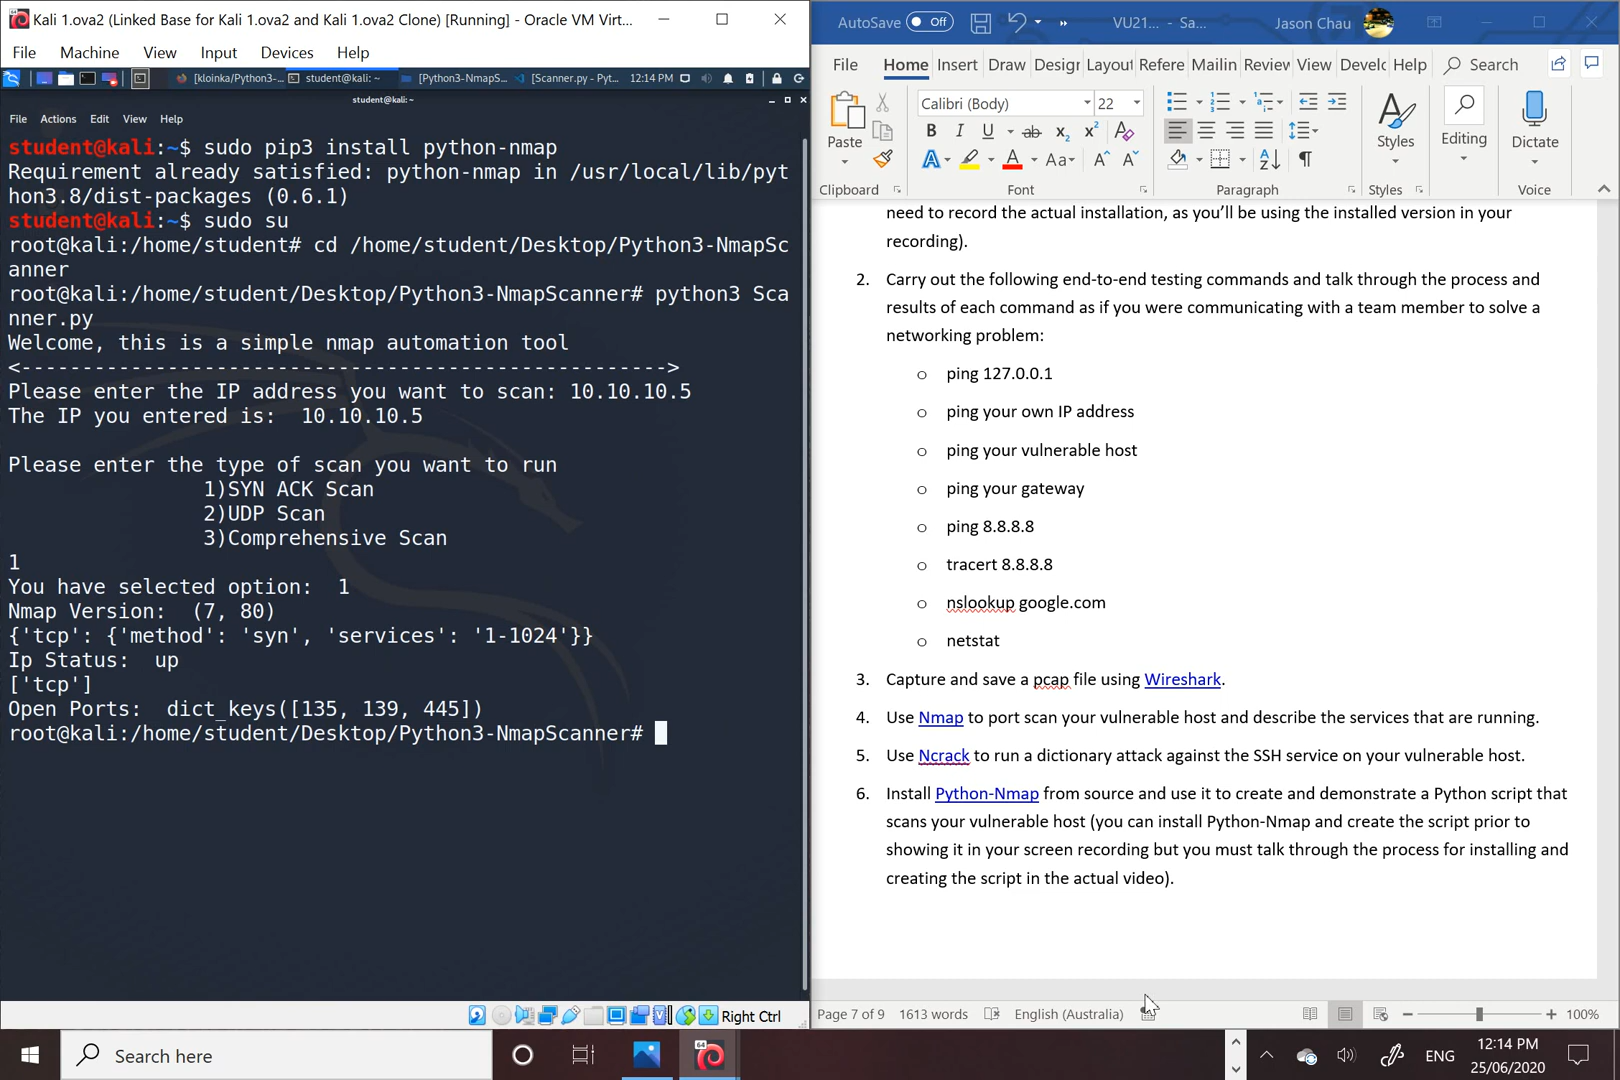 Kali 1.ova2 (Linked Base for Kali 1.ova2 and Kali 1.ova2 Clone) [Running] - Oracle VM Virt...
File Machine View Input Devices Help
[kloinka/Python3-... student@kali: ~ [Python3-NmapS... [Scanner.py - Pyt... 12:14 PM
student@kali: ~
File Actions Edit View Help
student@kali:~$ sudo pip3 install python-nmap
Requirement already satisfied: python-nmap in /usr/local/lib/pyt
hon3.8/dist-packages (0.6.1)
student@kali:~$ sudo su
root@kali:/home/student# cd /home/student/Desktop/Python3-NmapSc
anner
root@kali:/home/student/Desktop/Python3-NmapScanner# python3 Sca
nner.py
Welcome, this is a simple nmap automation tool
<----------------------------------------------------->
Please enter the IP address you want to scan: 10.10.10.5
The IP you entered is:  10.10.10.5
Please enter the type of scan you want to run
1)SYN ACK Scan
2)UDP Scan
3)Comprehensive Scan
1
You have selected option:  1
Nmap Version:  (7, 80)
{'tcp': {'method': 'syn', 'services': '1-1024'}}
Ip Status:  up
['tcp']
Open Ports:  dict_keys([135, 139, 445])
root@kali:/home/student/Desktop/Python3-NmapScanner#
Right Ctrl
AutoSave Off VU21... - Sa... Jason Chau
File Home Insert Draw Design Layout Refere Mailin Review View Develc Help Search
Calibri (Body) 22
Paste Styles Editing Dictate
Clipboard Font Paragraph Styles Voice
need to record the actual installation, as you'll be using the installed version in your
recording).
2. Carry out the following end-to-end testing commands and talk through the process and
results of each command as if you were communicating with a team member to solve a
networking problem:
o ping 127.0.0.1
o ping your own IP address
o ping your vulnerable host
o ping your gateway
o ping 8.8.8.8
o tracert 8.8.8.8
o nslookup google.com
o netstat
3. Capture and save a pcap file using Wireshark.
4. Use Nmap to port scan your vulnerable host and describe the services that are running.
5. Use Ncrack to run a dictionary attack against the SSH service on your vulnerable host.
6. Install Python-Nmap from source and use it to create and demonstrate a Python script that
scans your vulnerable host (you can install Python-Nmap and create the script prior to
showing it in your screen recording but you must talk through the process for installing and
creating the script in the actual video).
Page 7 of 9 1613 words English (Australia) 100%
Search here
ENG
12:14 PM
25/06/2020